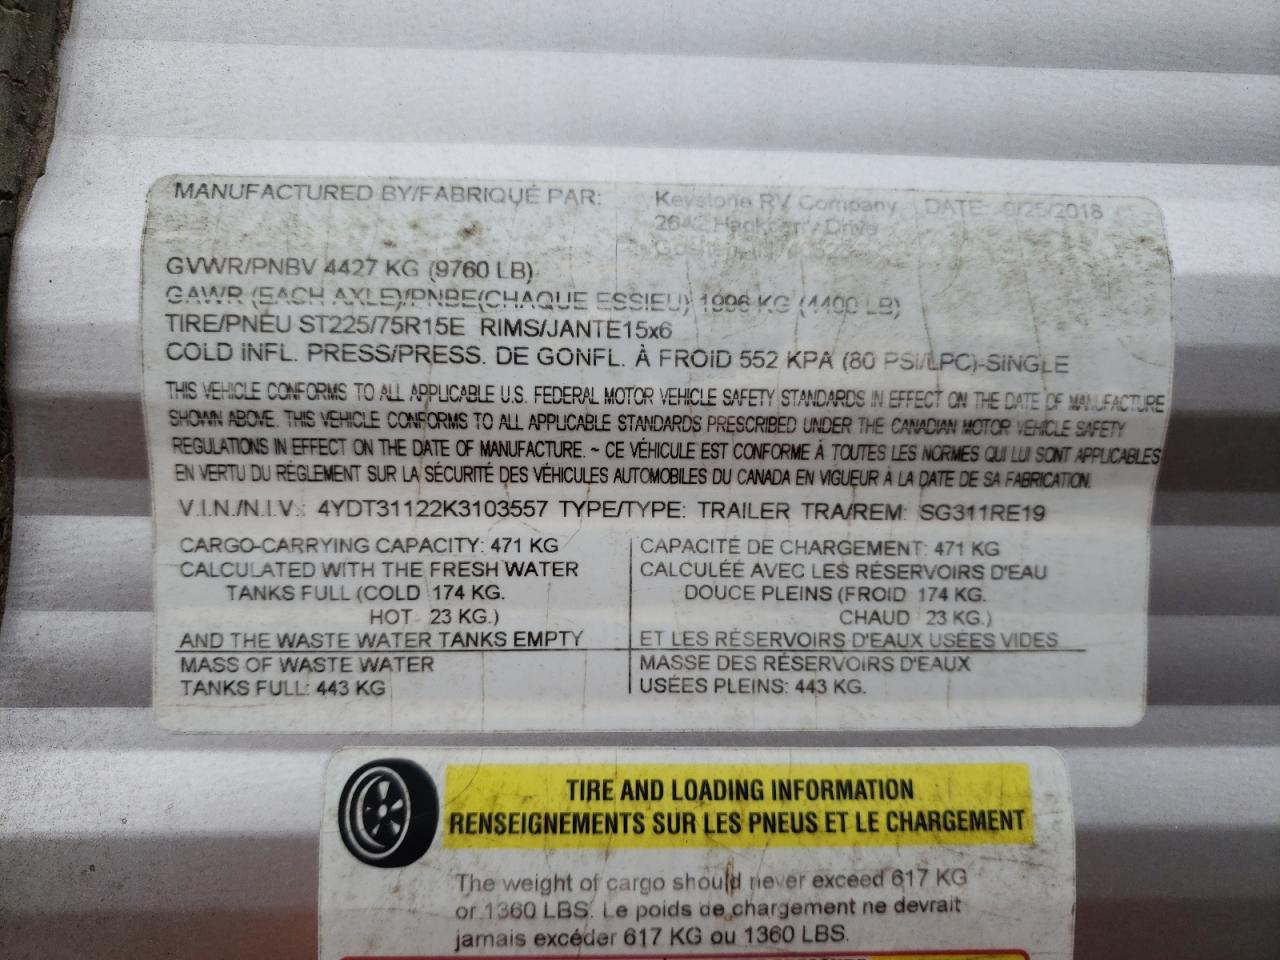 MANUFACTURED BY/FABRIQUÉ PAR: Keystone RV Company DATE 9/25/2018
2642 Hackberry Drive
Goshen, IN
GVWR/PNBV 4427 KG (9760 LB)
GAWR (EACH AXLE)/PNBE(CHAQUE ESSIEU) 1996 KG (4400 LB)
TIRE/PNEU ST225/75R15E RIMS/JANTE15x6
COLD INFL. PRESS/PRESS. DE GONFL. À FROID 552 KPA (80 PSI/LPC)-SINGLE
THIS VEHICLE CONFORMS TO ALL APPLICABLE U.S. FEDERAL MOTOR VEHICLE SAFETY STANDARDS IN EFFECT ON THE DATE OF MANUFACTURE
SHOWN ABOVE. THIS VEHICLE CONFORMS TO ALL APPLICABLE STANDARDS PRESCRIBED UNDER THE CANADIAN MOTOR VEHICLE SAFETY
REGULATIONS IN EFFECT ON THE DATE OF MANUFACTURE. ~ CE VÉHICULE EST CONFORME À TOUTES LES NORMES QUI LUI SONT APPLICABLES
EN VERTU DU RÉGLEMENT SUR LA SÉCURITÉ DES VÉHICULES AUTOMOBILES DU CANADA EN VIGUEUR À LA DATE DE SA FABRICATION.
V.I.N./N.I.V.: 4YDT31122K3103557 TYPE/TYPE: TRAILER TRA/REM: SG311RE19
CARGO-CARRYING CAPACITY: 471 KG
CALCULATED WITH THE FRESH WATER
TANKS FULL (COLD 174 KG.
HOT 23 KG.)
AND THE WASTE WATER TANKS EMPTY
MASS OF WASTE WATER
TANKS FULL: 443 KG
CAPACITÉ DE CHARGEMENT: 471 KG
CALCULÉE AVEC LES RÉSERVOIRS D'EAU
DOUCE PLEINS (FROID 174 KG.
CHAUD 23 KG.)
ET LES RÉSERVOIRS D'EAUX USÉES VIDES
MASSE DES RÉSERVOIRS D'EAUX
USÉES PLEINS: 443 KG.
TIRE AND LOADING INFORMATION
RENSEIGNEMENTS SUR LES PNEUS ET LE CHARGEMENT
The weight of cargo should never exceed 617 KG
or 1360 LBS. Le poids de chargement ne devrait
jamais excéder 617 KG ou 1360 LBS.